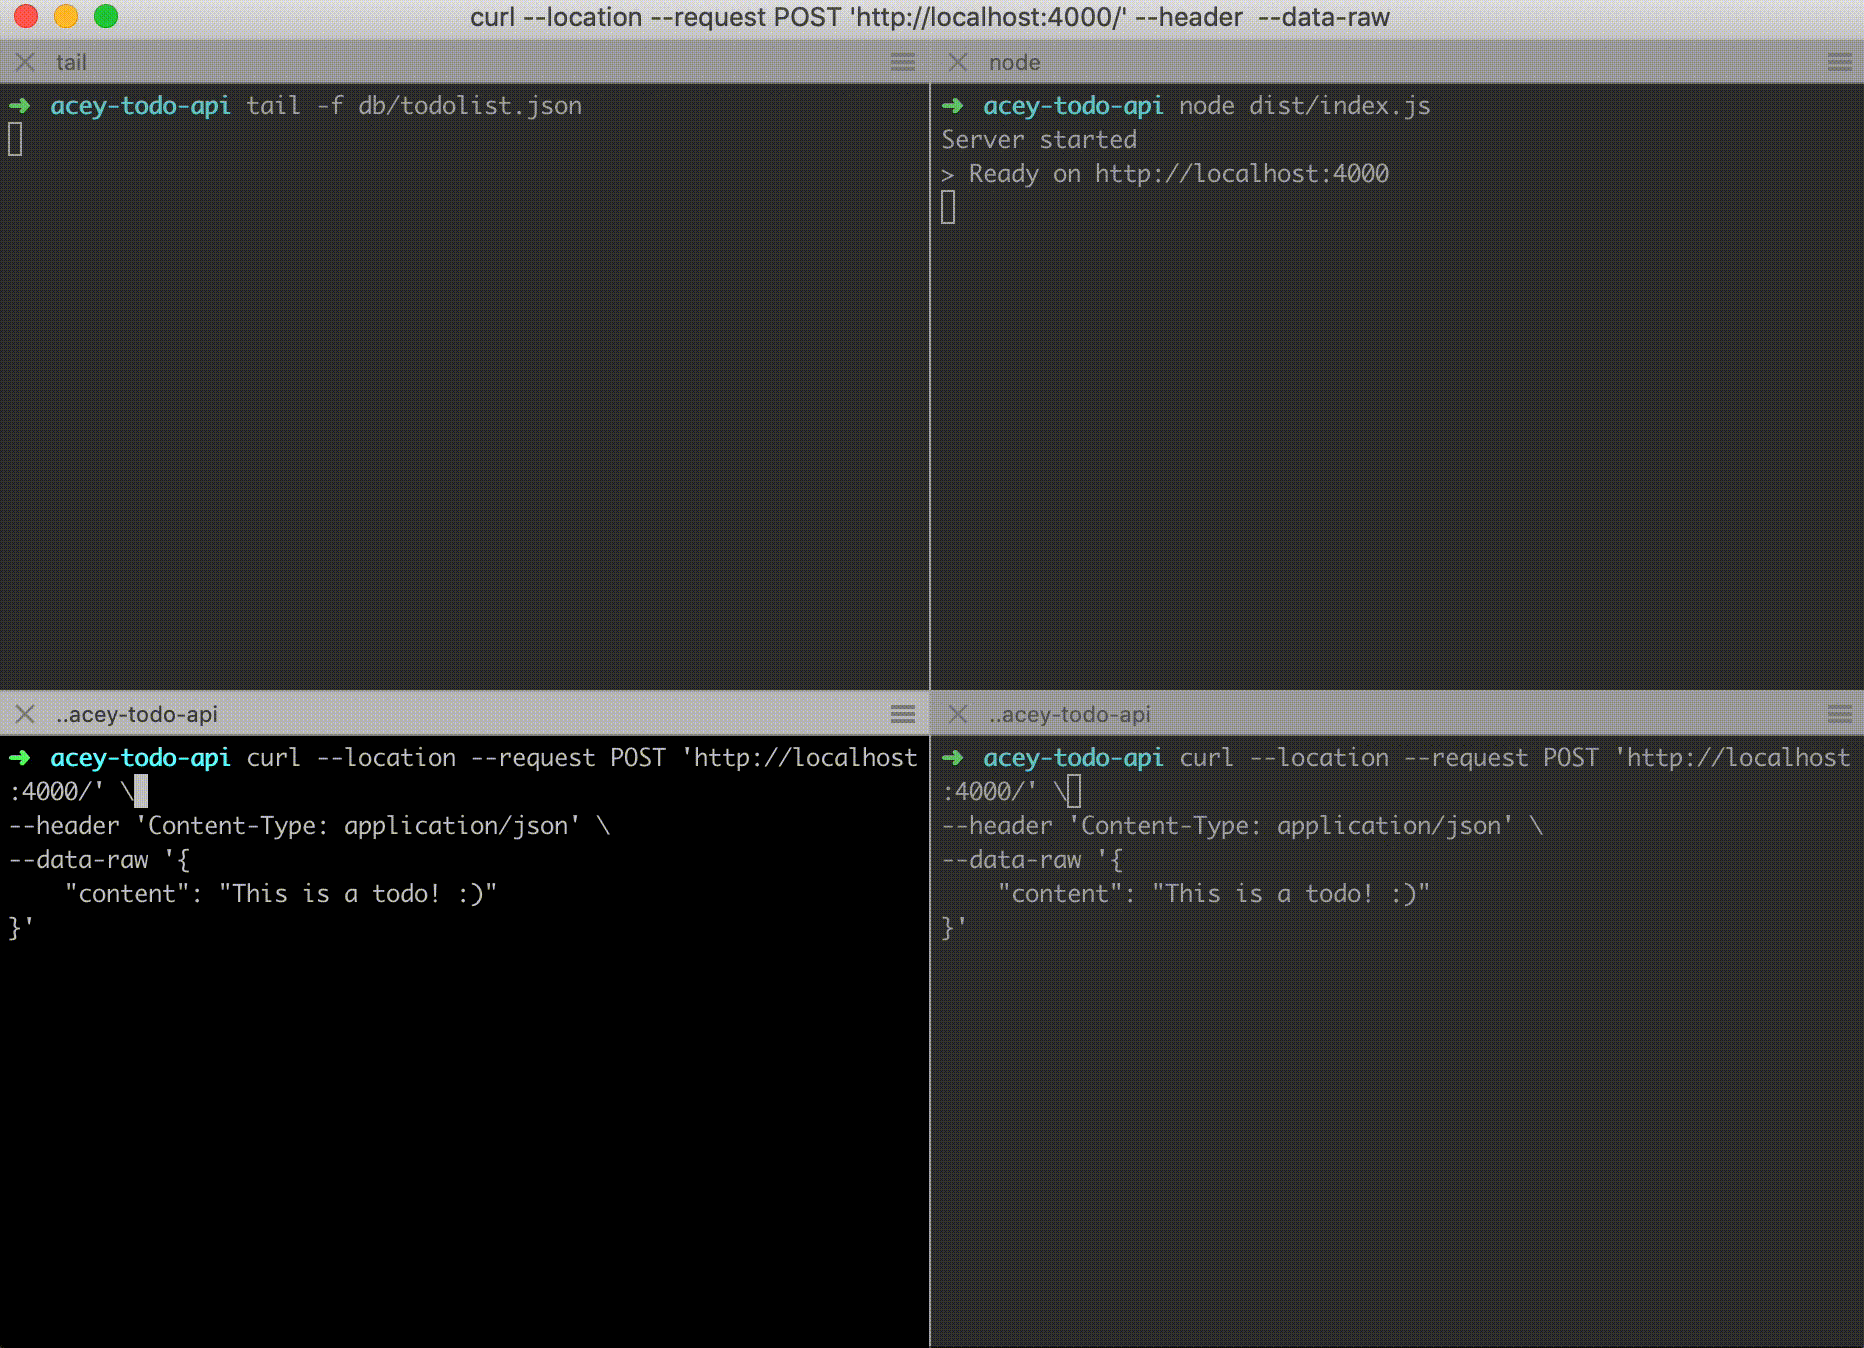 curl --location --request POST 'http://localhost:4000/' --header  --data-raw
tail
➜ acey-todo-api tail -f db/todolist.json
node
➜ acey-todo-api node dist/index.js
Server started
> Ready on http://localhost:4000
..acey-todo-api
➜ acey-todo-api curl --location --request POST 'http://localhost
:4000/' \
--header 'Content-Type: application/json' \
--data-raw '{
    "content": "This is a todo! :)"
}'
..acey-todo-api
➜ acey-todo-api curl --location --request POST 'http://localhost
:4000/' \
--header 'Content-Type: application/json' \
--data-raw '{
    "content": "This is a todo! :)"
}'